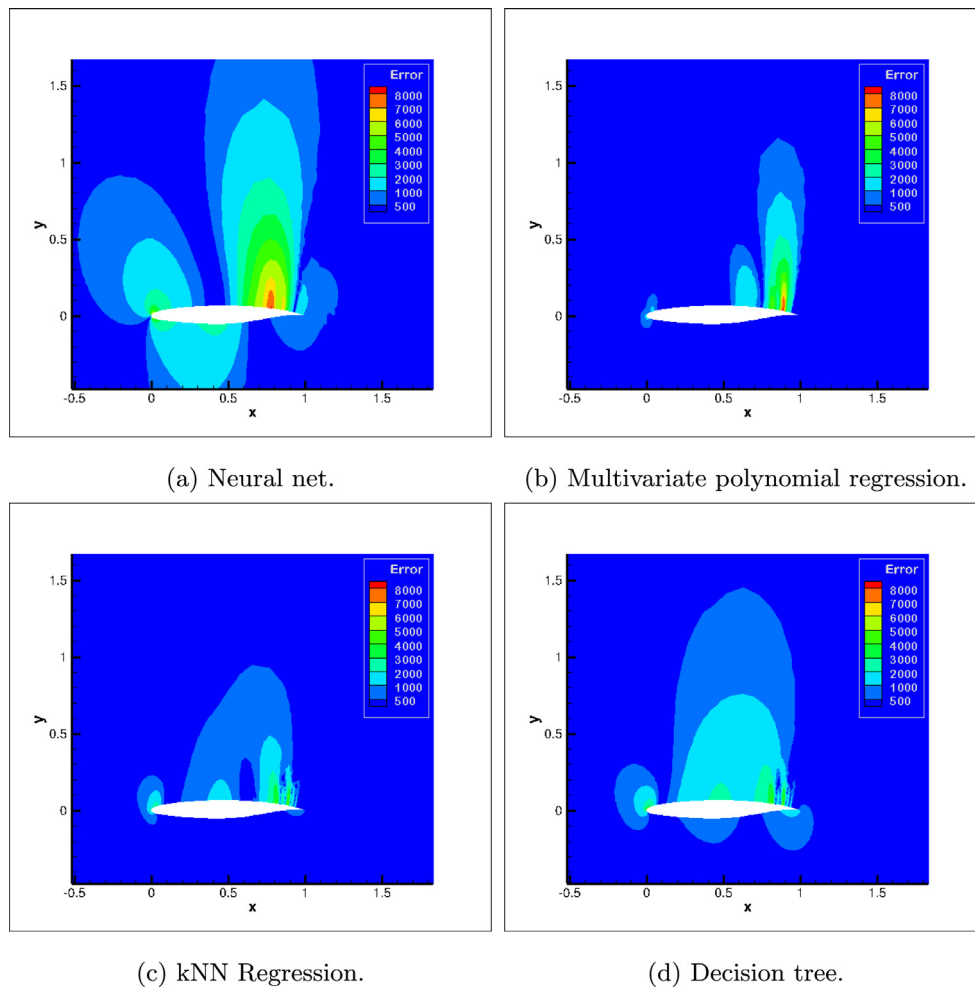 Error
8000
7000
6000
5000
4000
3000
2000
1000
500
1.5
1
0.5
0
y
-0.5 0 0.5 1 1.5
x
(a) Neural net.
Error
8000
7000
6000
5000
4000
3000
2000
1000
500
1.5
1
0.5
0
y
-0.5 0 0.5 1 1.5
x
(b) Multivariate polynomial regression.
Error
8000
7000
6000
5000
4000
3000
2000
1000
500
1.5
1
0.5
0
y
-0.5 0 0.5 1 1.5
x
(c) kNN Regression.
Error
8000
7000
6000
5000
4000
3000
2000
1000
500
1.5
1
0.5
0
y
-0.5 0 0.5 1 1.5
x
(d) Decision tree.